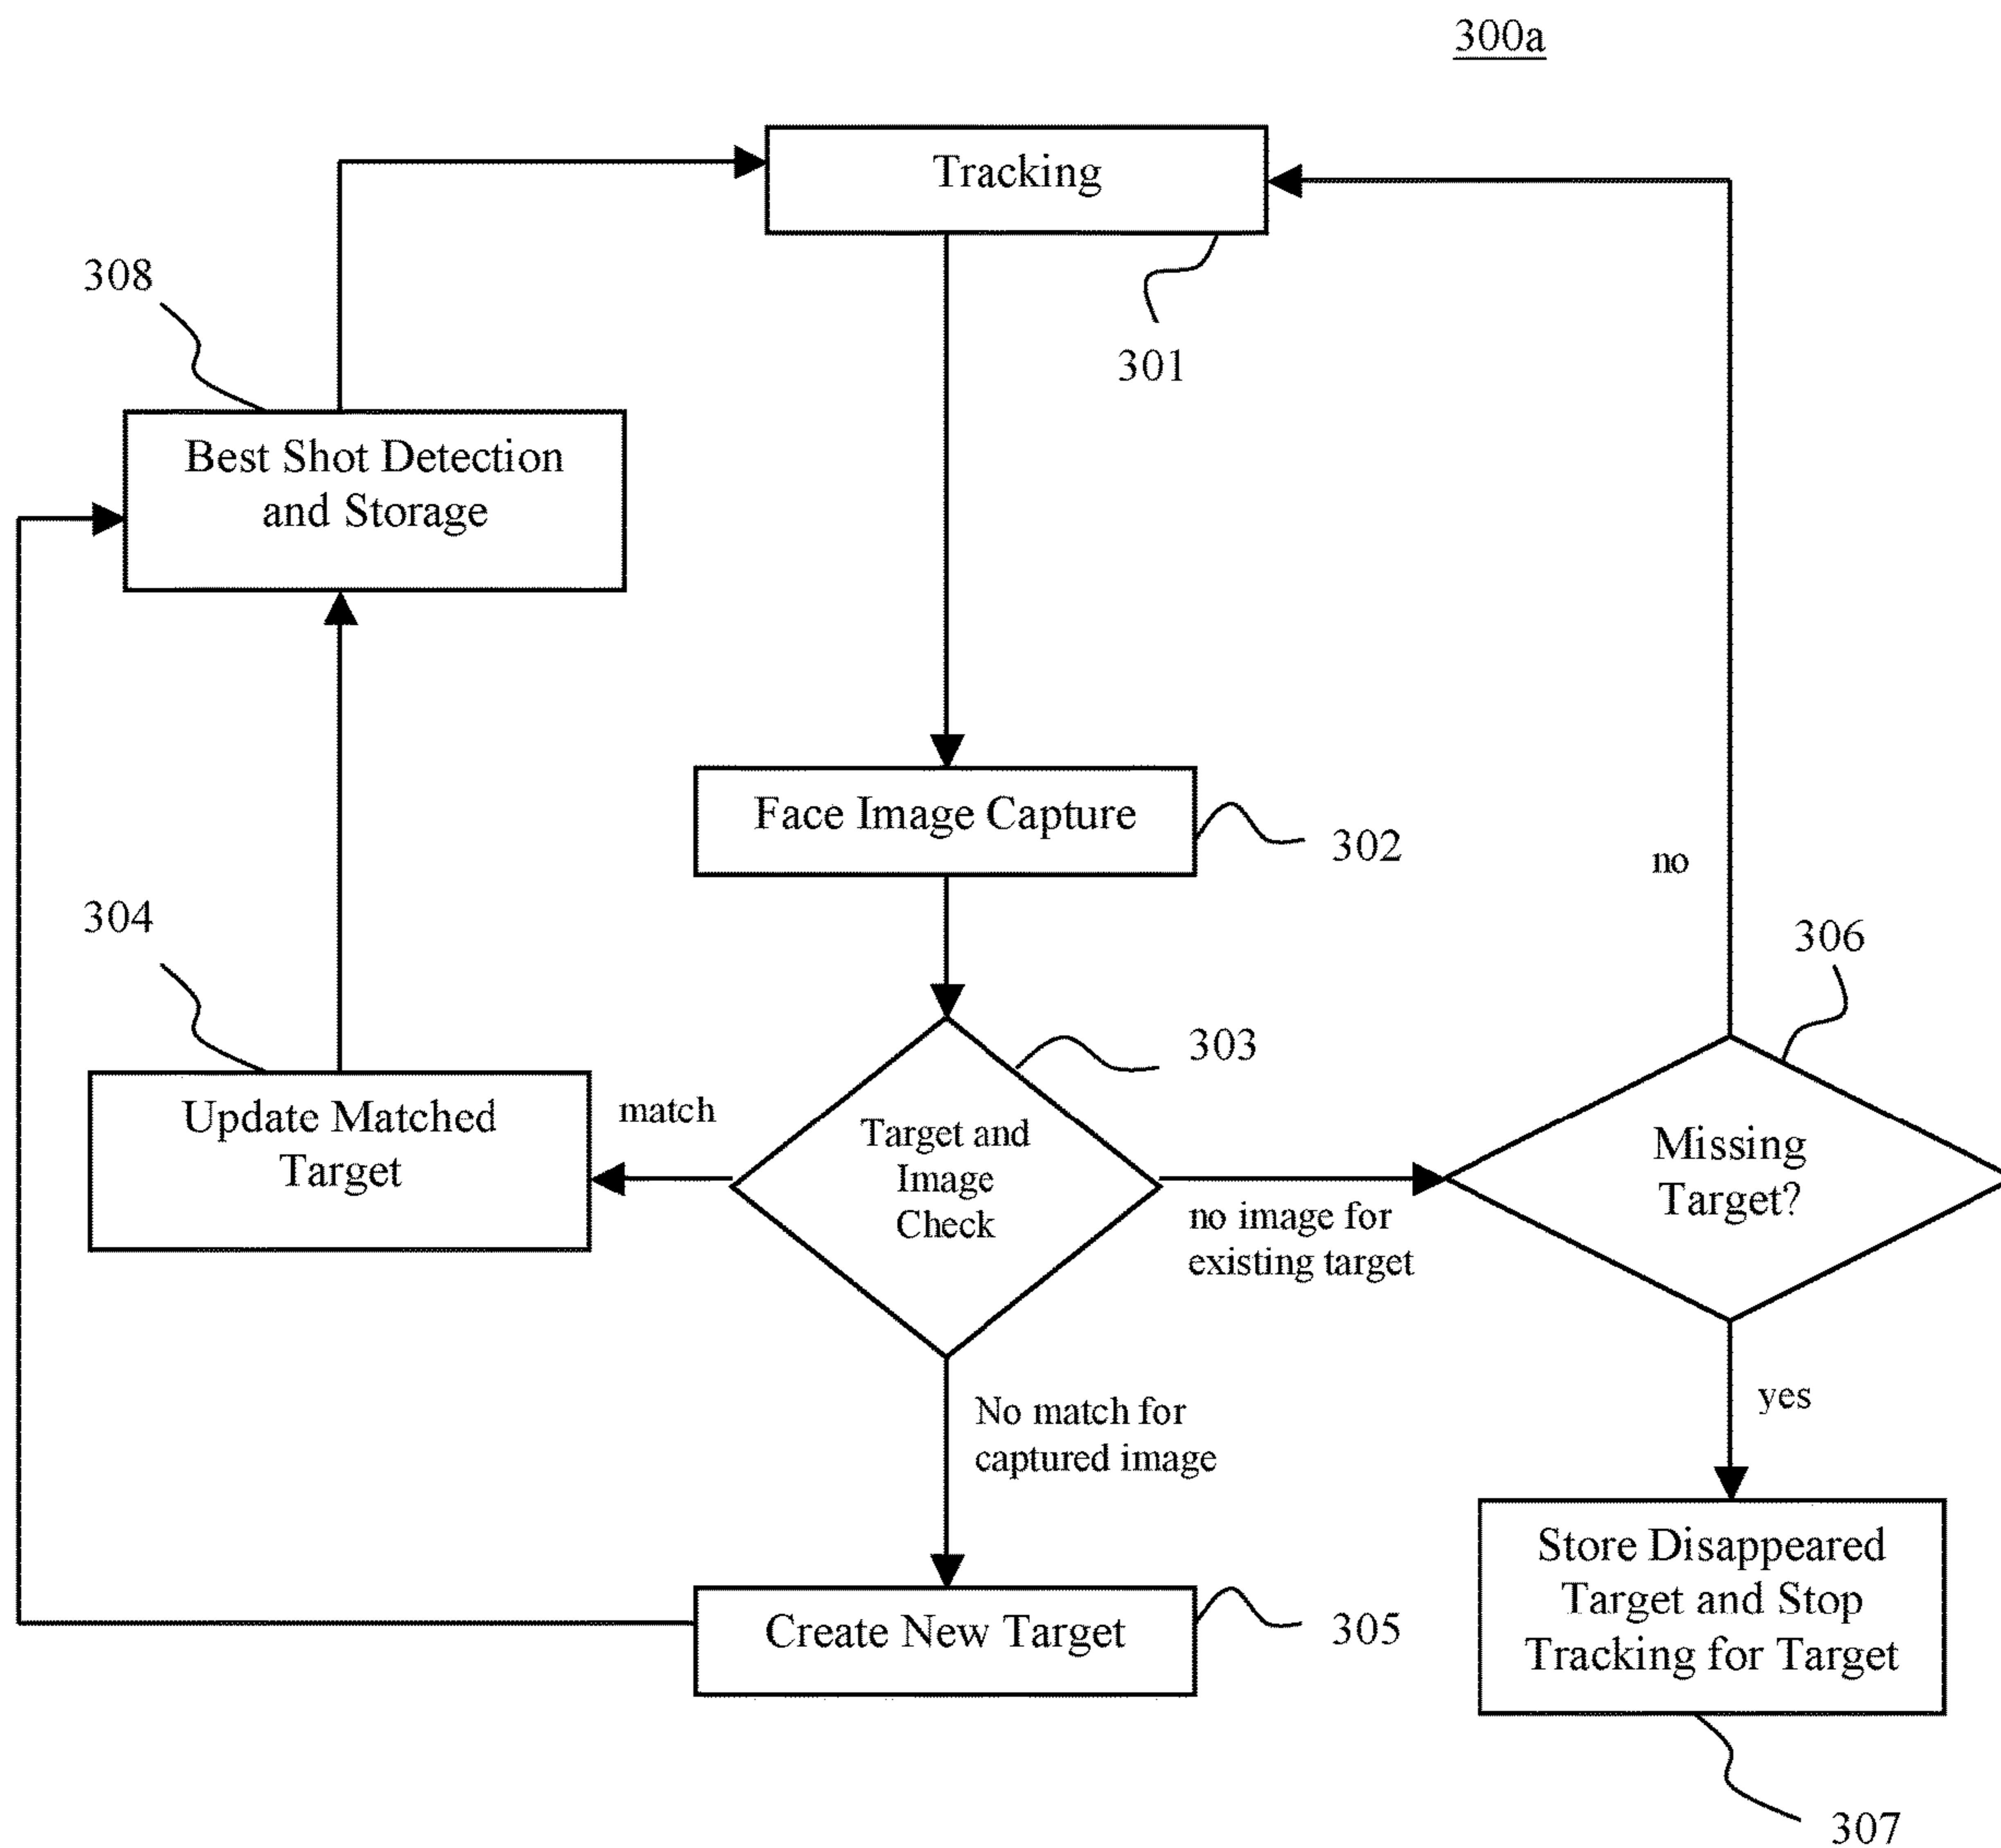 300a
Tracking
301
308
Best Shot Detection
and Storage
Face Image Capture
302
no
304
306
303
Update Matched
Target
match
Target and
Image
Check
Missing
Target?
no image for
existing target
No match for
captured image
yes
Store Disappeared
Target and Stop
Tracking for Target
Create New Target
305
307